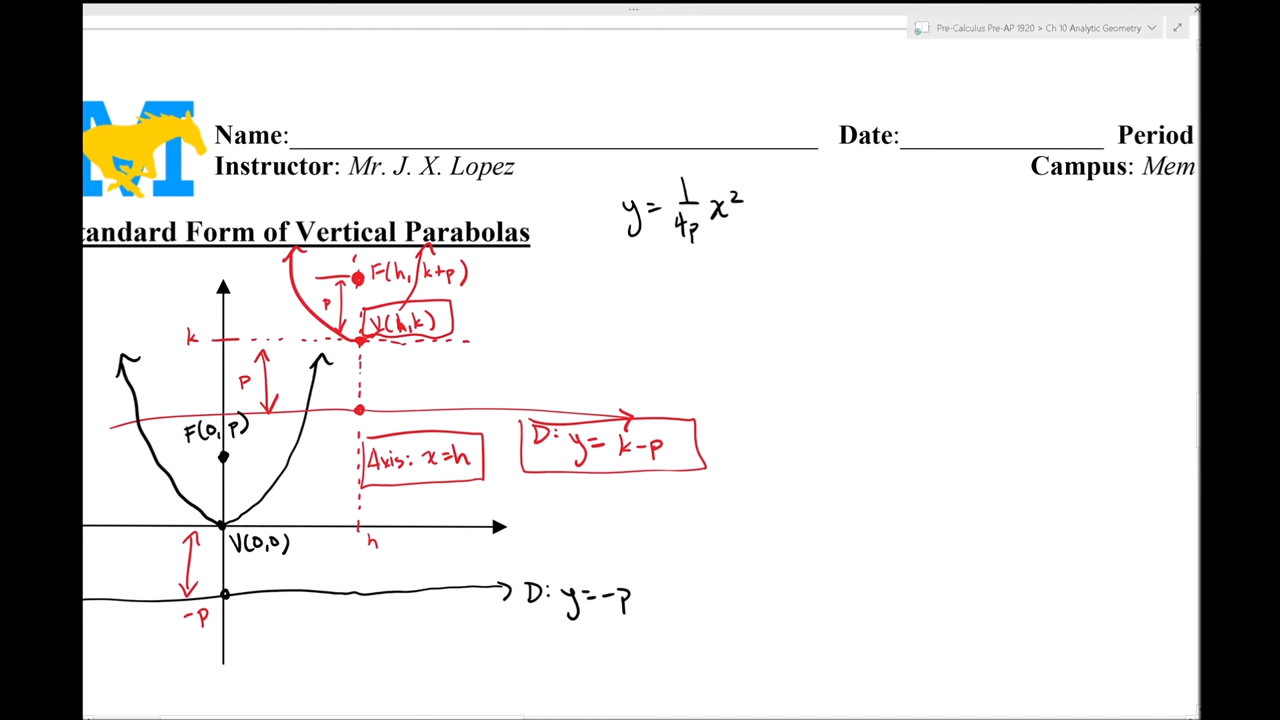 Pre-Calculus Pre-AP 1920 > Ch 10 Analytic Geometry
M
Name: Date: Period
Instructor: Mr. J. X. Lopez Campus: Mem
y = 1/4p x²
tandard Form of Vertical Parabolas
F(h, k+p)
p
V(h,k)
k
p
F(0, p)
D: y = k-p
Axis: x=h
V(0,0)
h
D: y=-p
-p